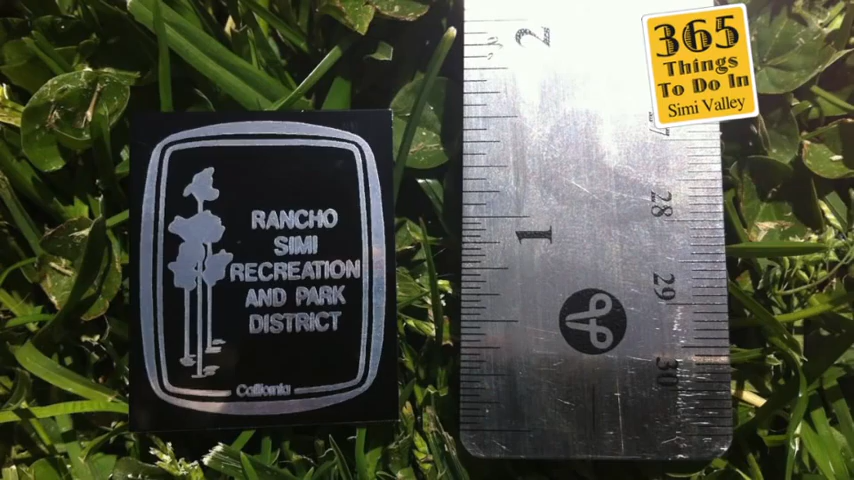 RANCHO
SIMI
RECREATION
AND PARK
DISTRICT
California
2
1
28
29
30
365
Things
To Do In
Simi Valley